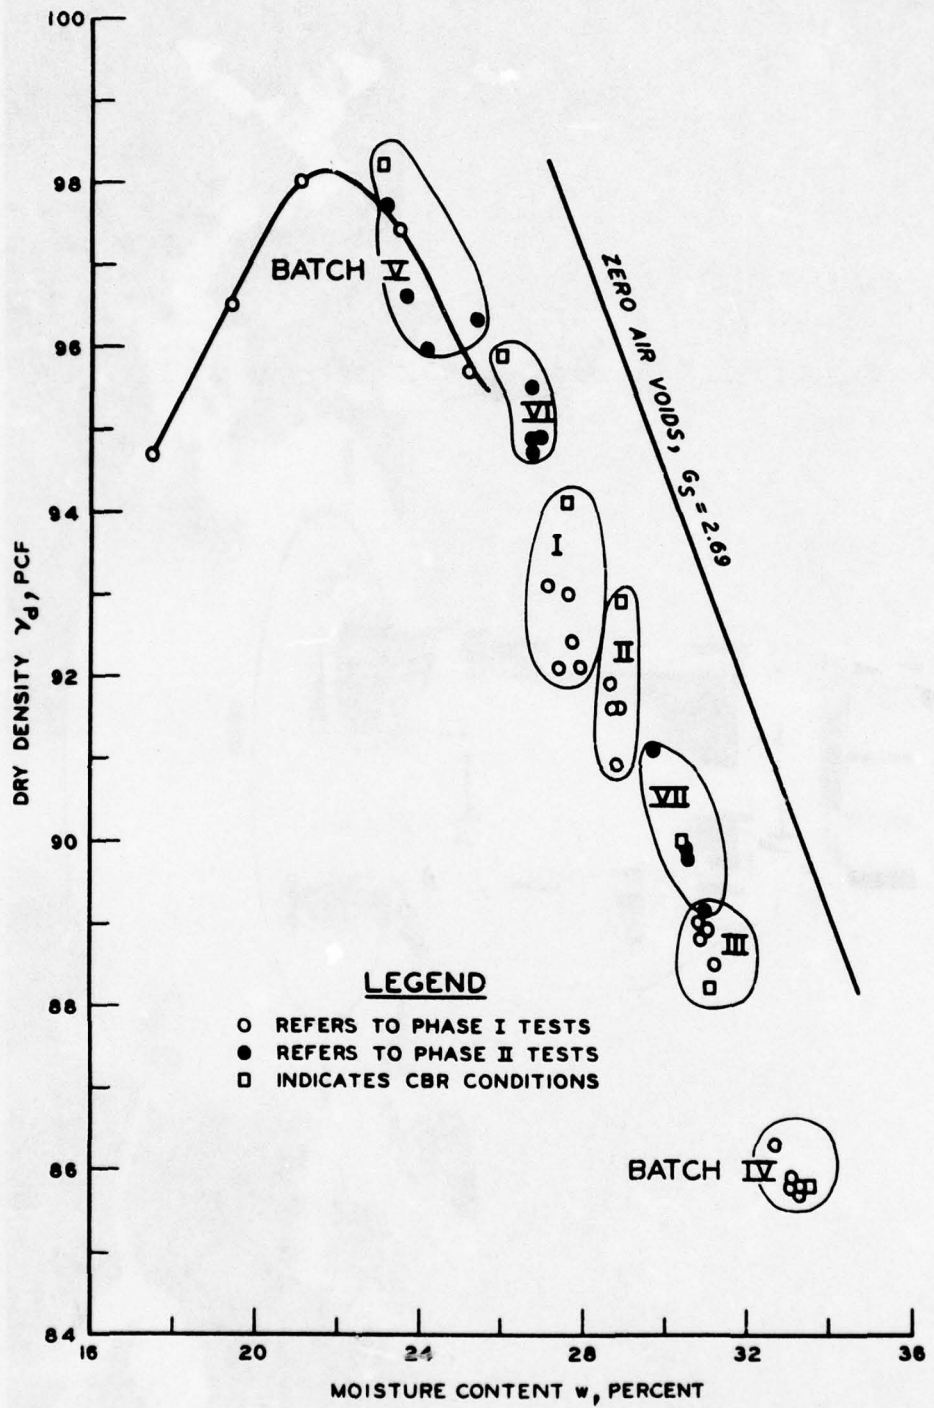 100
98
96
94
92
90
88
86
84
DRY DENSITY γd, PCF
BATCH V
VI
I
II
VII
III
BATCH IV
ZERO AIR VOIDS, GS = 2.69
LEGEND
○ REFERS TO PHASE I TESTS
● REFERS TO PHASE II TESTS
□ INDICATES CBR CONDITIONS
16 20 24 28 32 36
MOISTURE CONTENT w, PERCENT